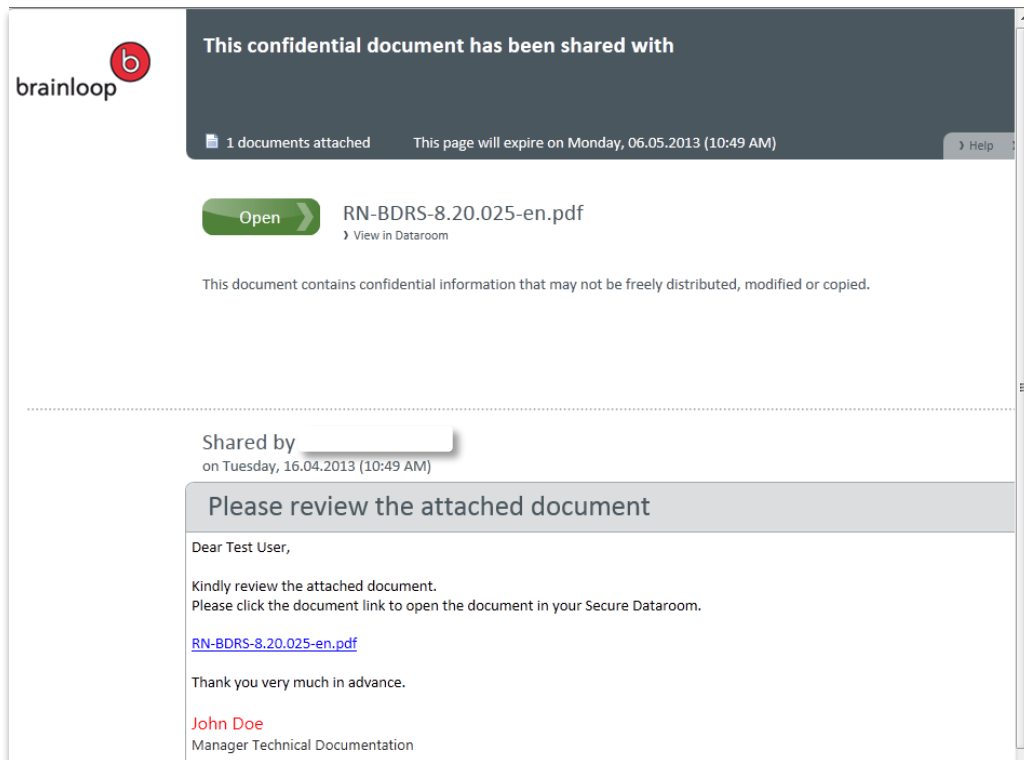 b
brainloop
This confidential document has been shared with
1 documents attached
This page will expire on Monday, 06.05.2013 (10:49 AM)
Help
Open
RN-BDRS-8.20.025-en.pdf
View in Dataroom
This document contains confidential information that may not be freely distributed, modified or copied.
Shared by
on Tuesday, 16.04.2013 (10:49 AM)
Please review the attached document
Dear Test User,
Kindly review the attached document.
Please click the document link to open the document in your Secure Dataroom.
RN-BDRS-8.20.025-en.pdf
Thank you very much in advance.
John Doe
Manager Technical Documentation